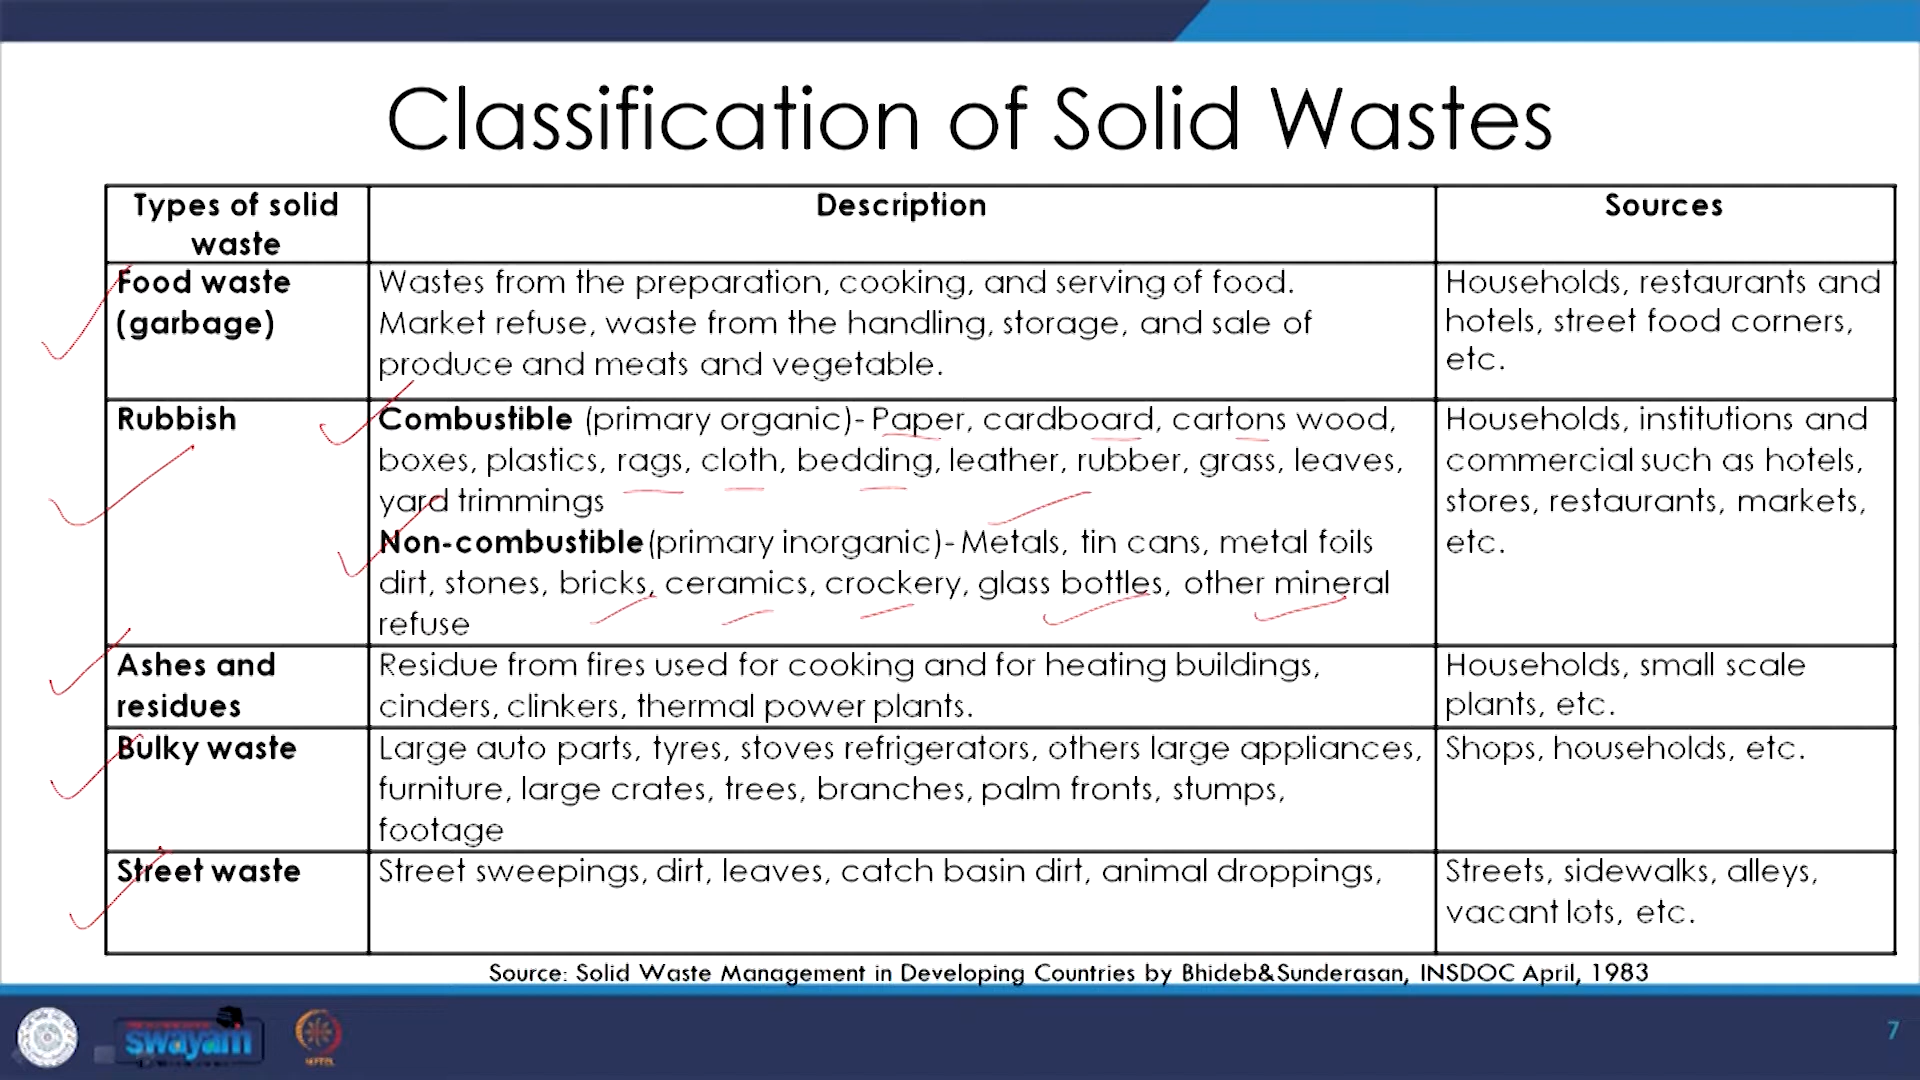 Classification of Solid Wastes
Types of solid
waste
Description
Sources
Food waste
(garbage)
Wastes from the preparation, cooking, and serving of food.
Market refuse, waste from the handling, storage, and sale of
produce and meats and vegetable.
Households, restaurants and
hotels, street food corners,
etc.
Rubbish
Combustible (primary organic)- Paper, cardboard, cartons wood,
boxes, plastics, rags, cloth, bedding, leather, rubber, grass, leaves,
yard trimmings
Non-combustible(primary inorganic)- Metals, tin cans, metal foils
dirt, stones, bricks, ceramics, crockery, glass bottles, other mineral
refuse
Households, institutions and
commercial such as hotels,
stores, restaurants, markets,
etc.
Ashes and
residues
Residue from fires used for cooking and for heating buildings,
cinders, clinkers, thermal power plants.
Households, small scale
plants, etc.
Bulky waste
Large auto parts, tyres, stoves refrigerators, others large appliances,
furniture, large crates, trees, branches, palm fronts, stumps,
footage
Shops, households, etc.
Street waste
Street sweepings, dirt, leaves, catch basin dirt, animal droppings,
Streets, sidewalks, alleys,
vacant lots, etc.
Source: Solid Waste Management in Developing Countries by Bhideb&Sunderasan, INSDOC April, 1983
swayam
7